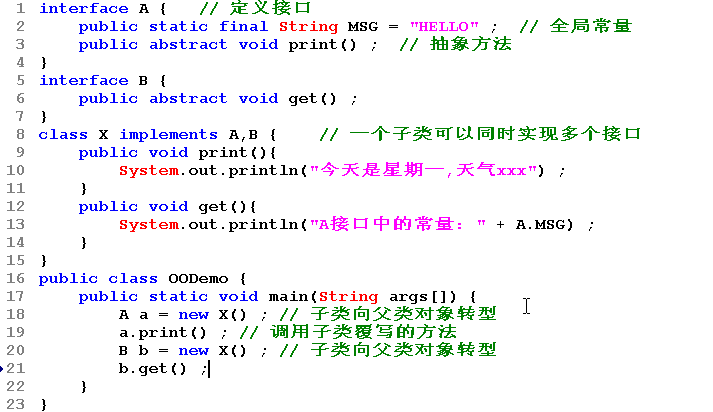 1 interface A {   // 定义接口
2     public static final String MSG = "HELLO" ;  // 全局常量
3     public abstract void print() ;  // 抽象方法
4 }
5 interface B {
6     public abstract void get() ;
7 }
8 class X implements A,B {    // 一个子类可以同时实现多个接口
9     public void print(){
10         System.out.println("今天是星期一,天气xxx") ;
11     }
12     public void get(){
13         System.out.println("A接口中的常量：" + A.MSG) ;
14     }
15 }
16 public class OODemo {
17     public static void main(String args[]) {
18         A a = new X() ; // 子类向父类对象转型
19         a.print() ; // 调用子类覆写的方法
20         B b = new X() ; // 子类向父类对象转型
21         b.get() ;
22     }
23 }